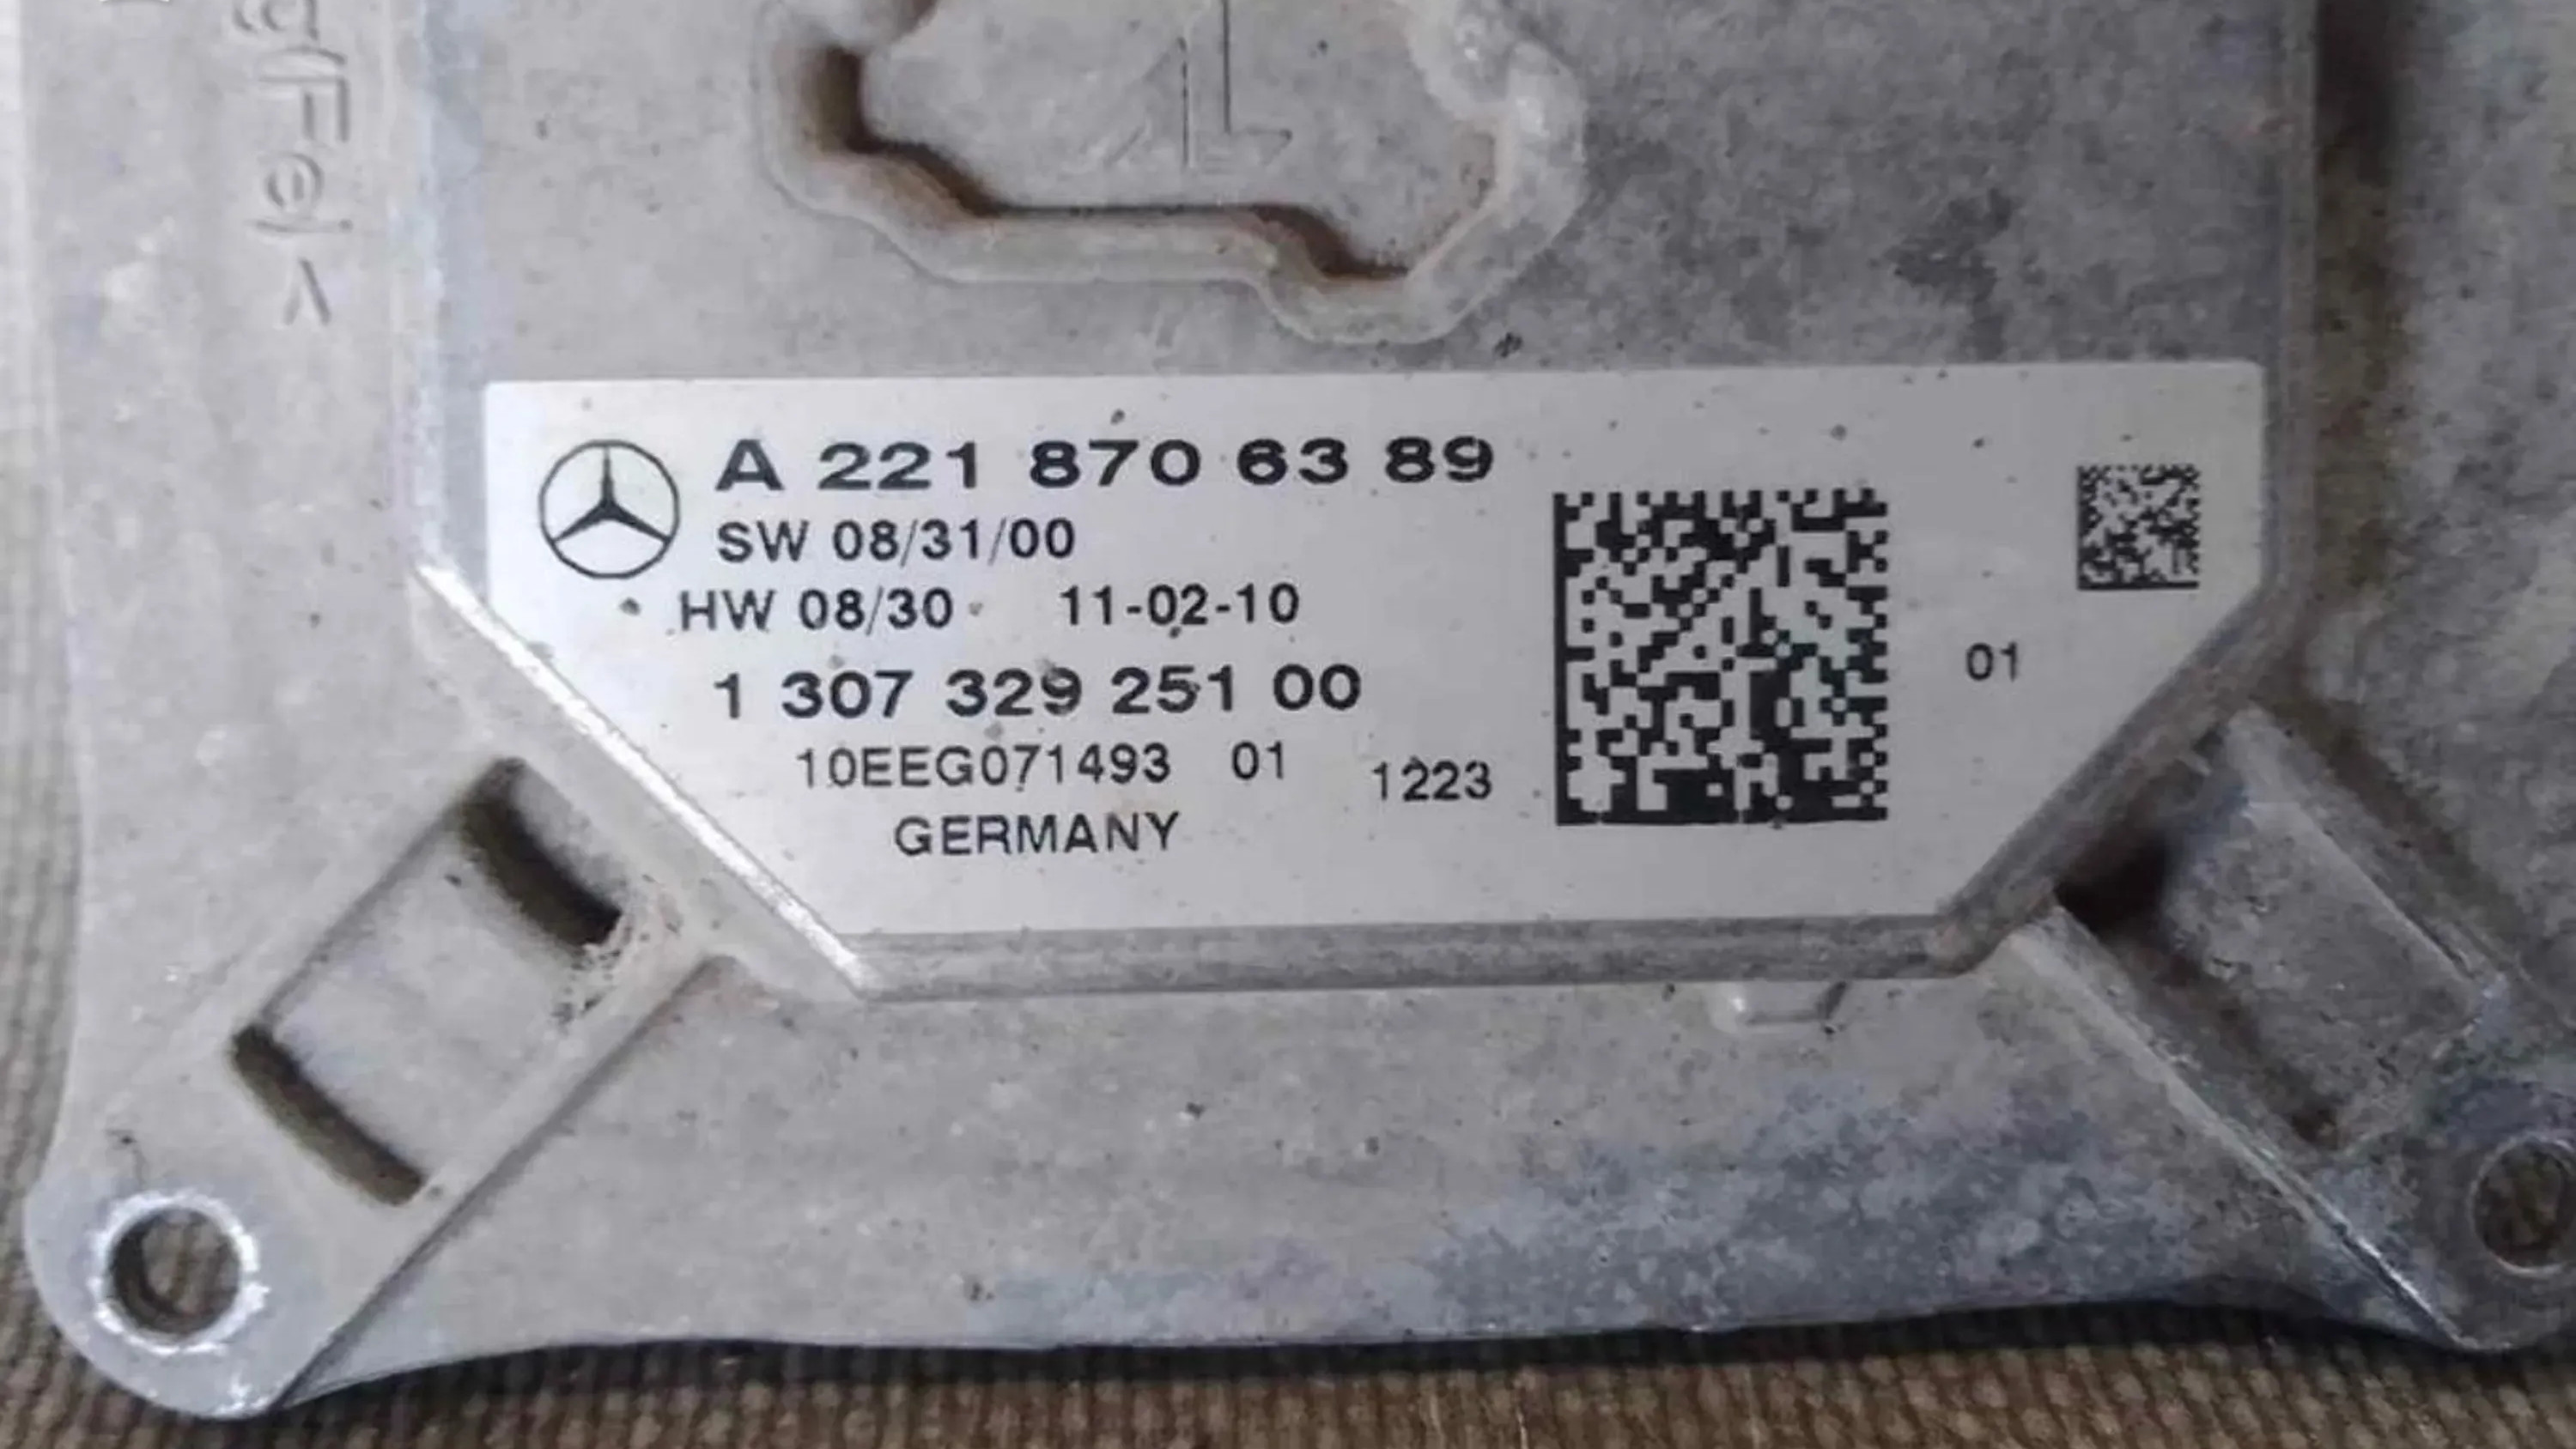 g(Fe)<
A 221 870 63 89
SW 08/31/00
HW 08/30 11-02-10
1 307 329 251 00
10EEG071493 01 1223
GERMANY
01